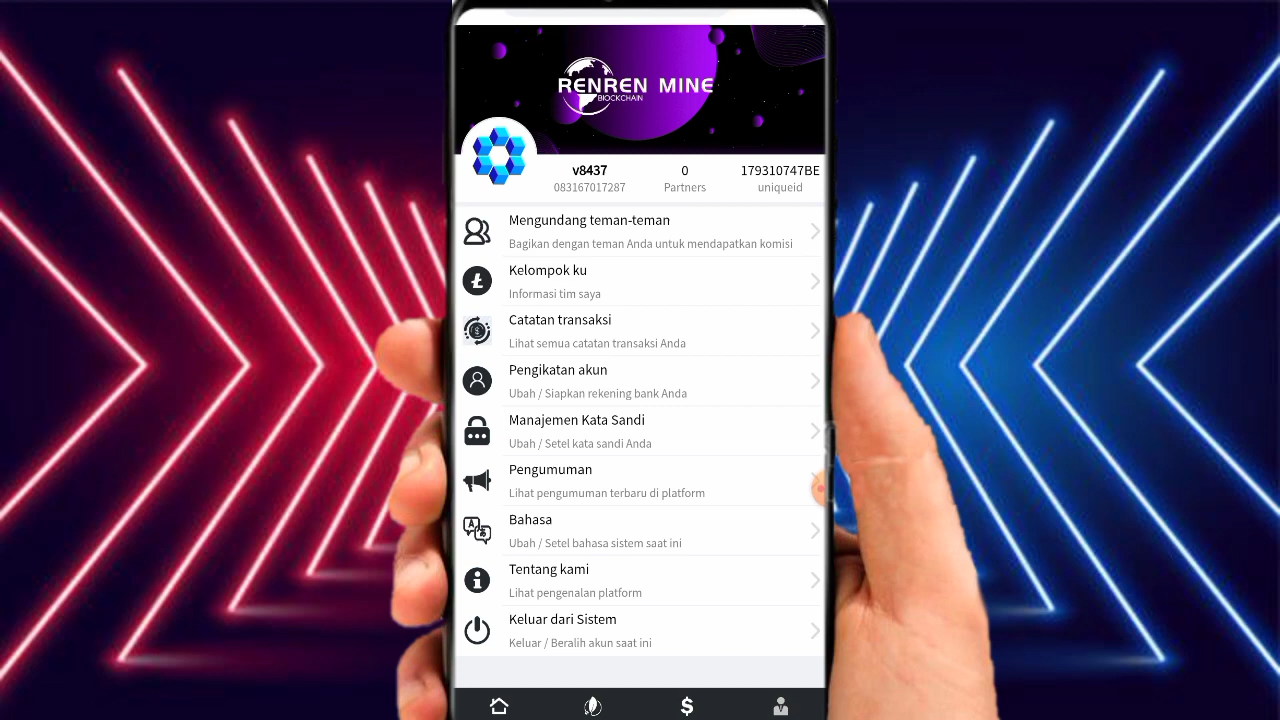 RENREN MINE
BIOCKCHAIN
v8437 0 179310747BE
083167017287 Partners uniqueid
Mengundang teman-teman
Bagikan dengan teman Anda untuk mendapatkan komisi
Kelompok ku
Informasi tim saya
Catatan transaksi
Lihat semua catatan transaksi Anda
Pengikatan akun
Ubah / Siapkan rekening bank Anda
Manajemen Kata Sandi
Ubah / Setel kata sandi Anda
Pengumuman
Lihat pengumuman terbaru di platform
Bahasa
Ubah / Setel bahasa sistem saat ini
Tentang kami
Lihat pengenalan platform
Keluar dari Sistem
Keluar / Beralih akun saat ini